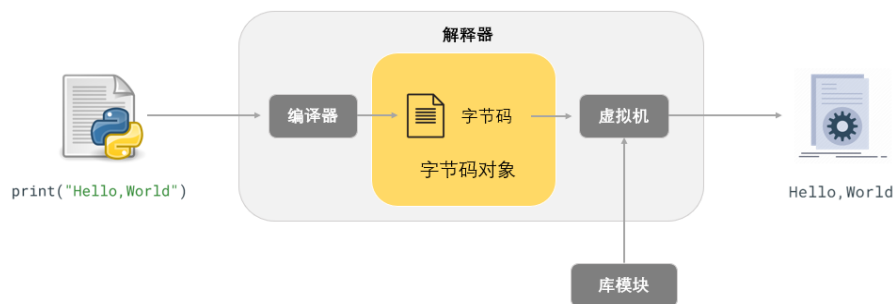 解释器
编译器
字节码
虚拟机
字节码对象
print("Hello,World")
Hello,World
库模块